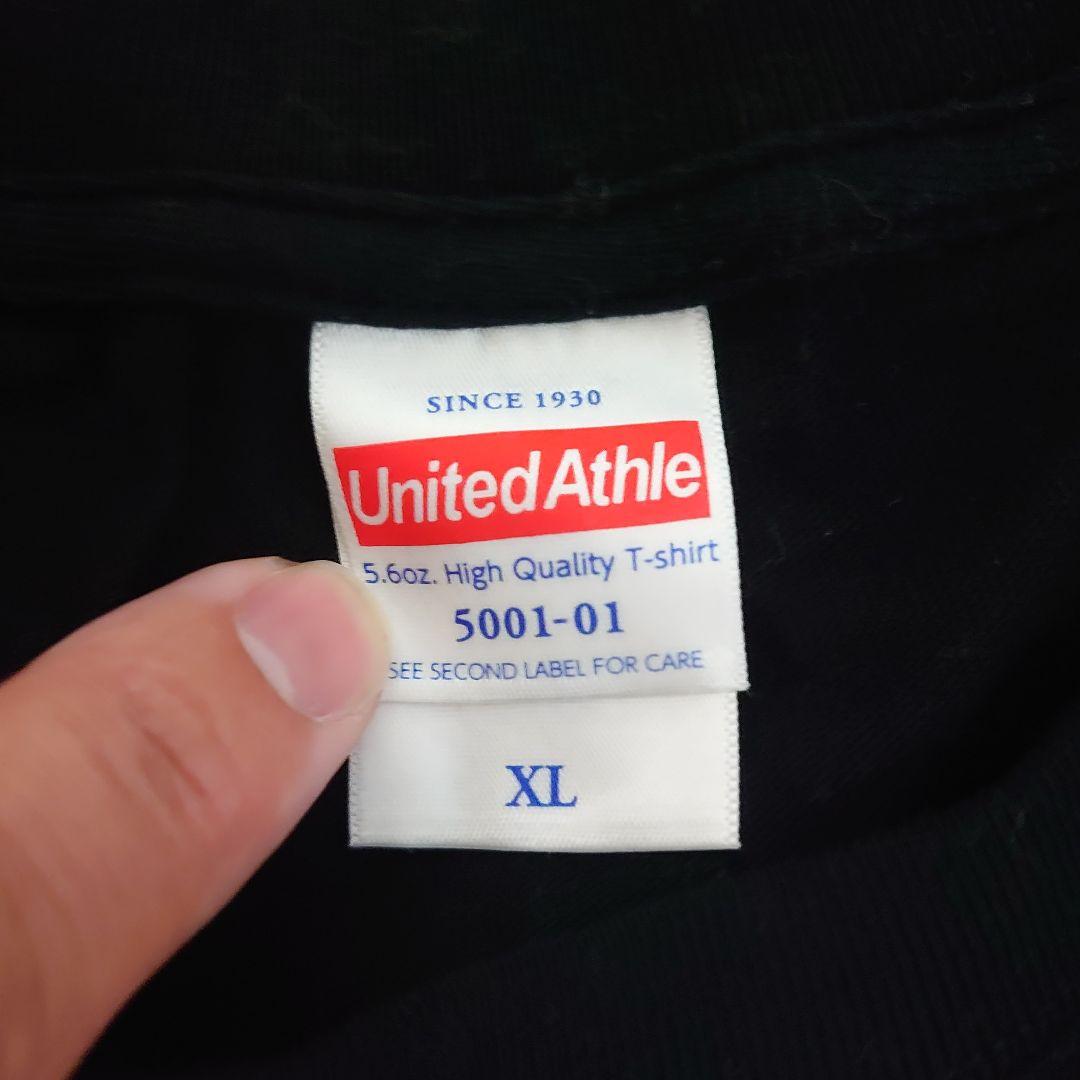 SINCE 1930
United Athle
5.6oz. High Quality T-shirt
5001-01
SEE SECOND LABEL FOR CARE
XL